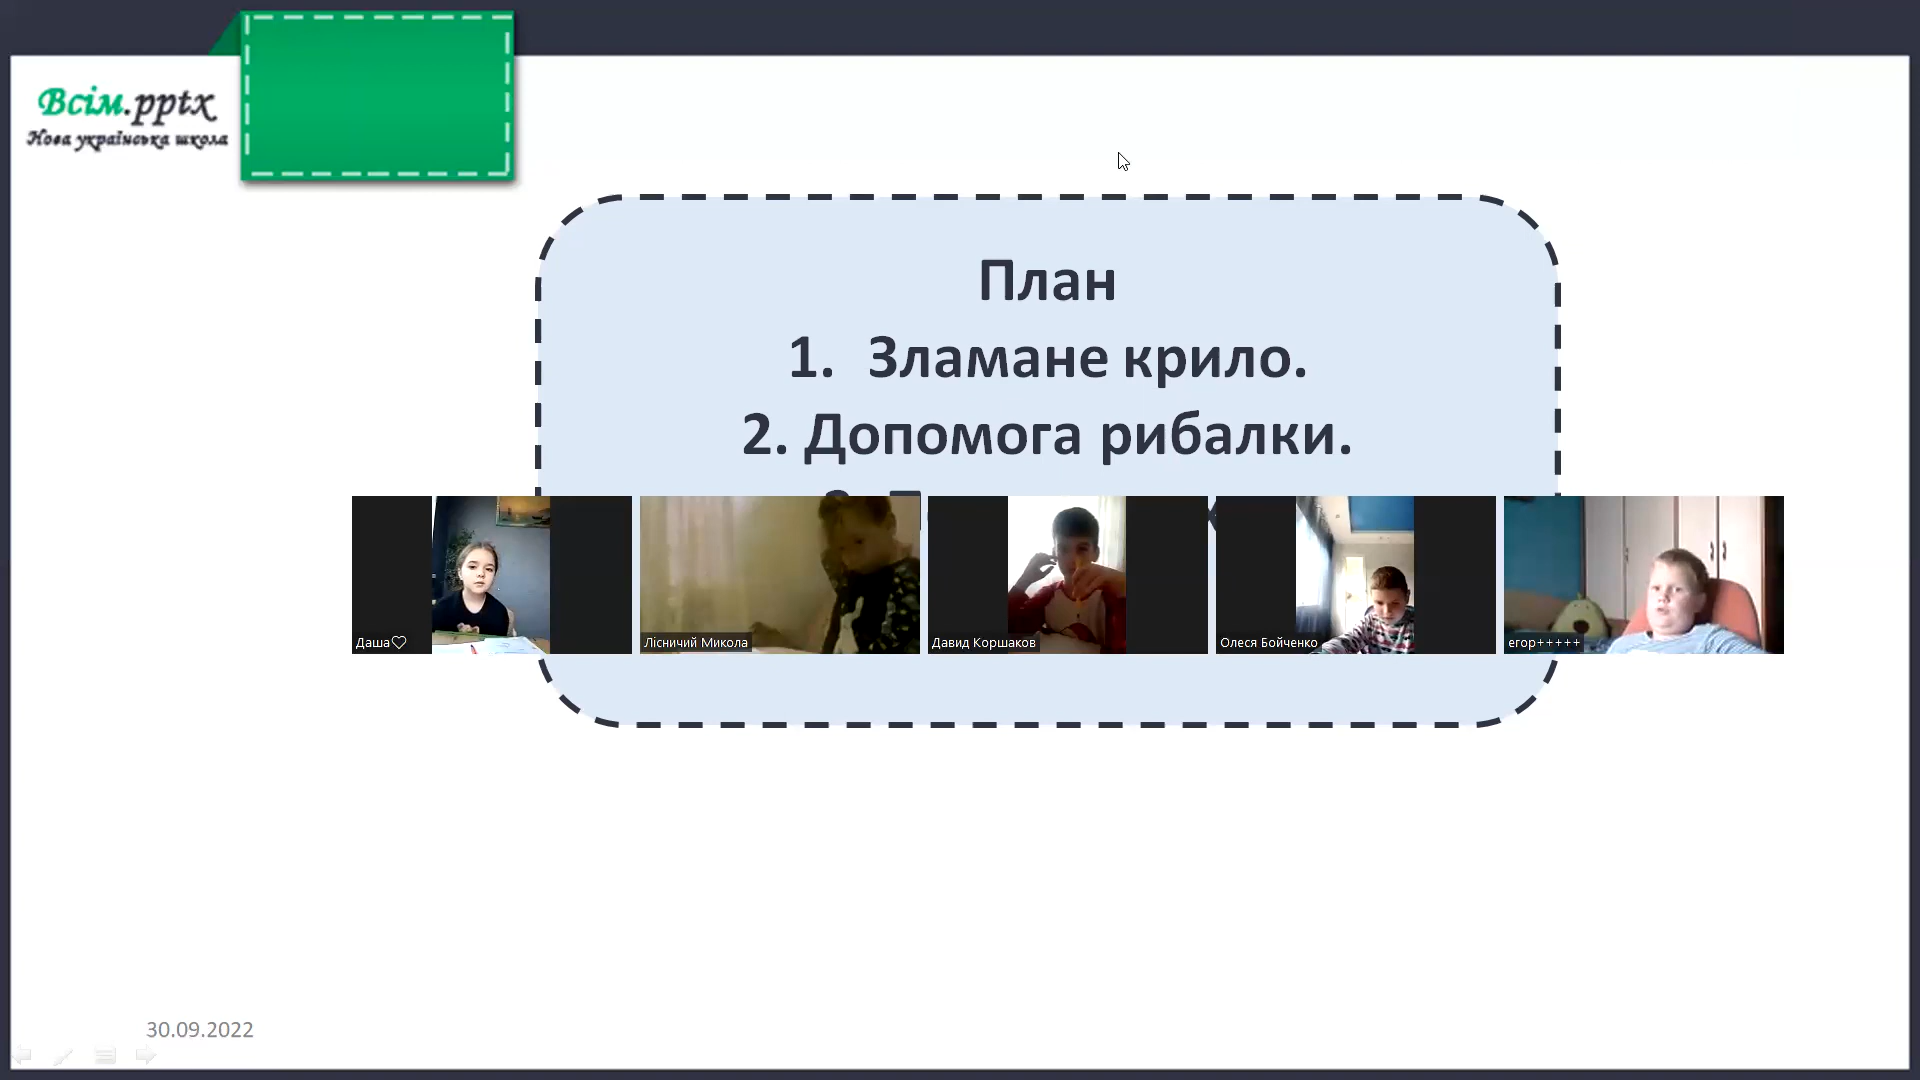 Всім.pptx
Нова українська школа
План
1. Зламане крило.
2. Допомога рибалки.
3.
Даша♡
Лісничий Микола
Давид Коршаков
Олеся Бойченко
егор+++++
30.09.2022